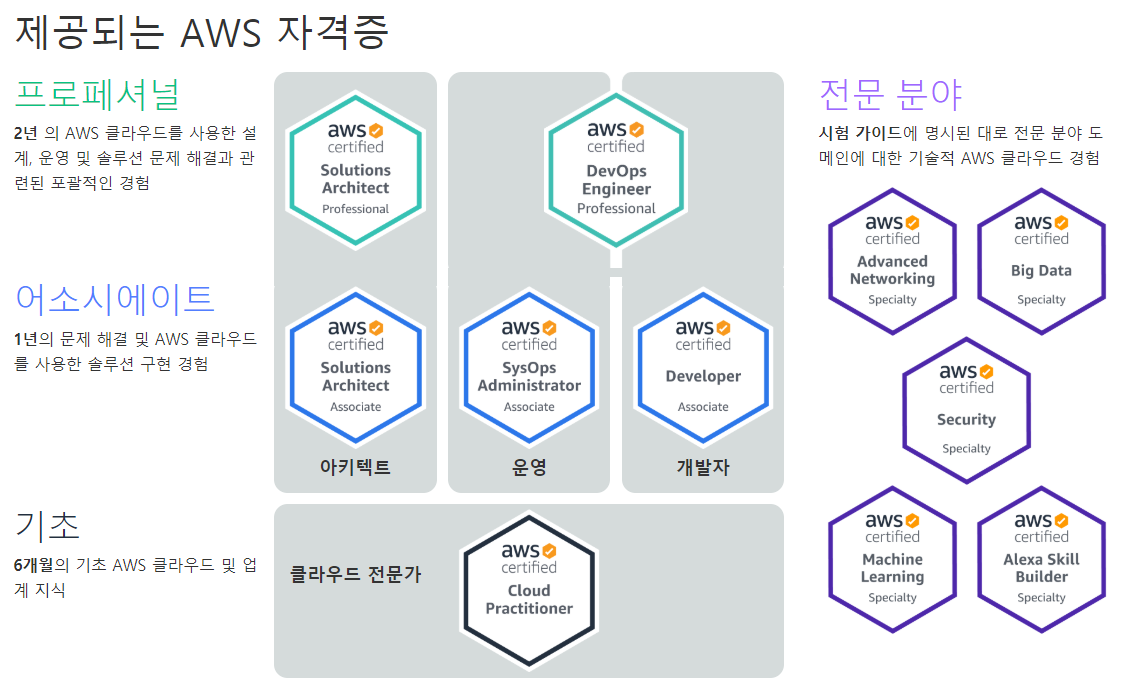 제공되는 AWS 자격증
프로페셔널
2년 의 AWS 클라우드를 사용한 설
계, 운영 및 솔루션 문제 해결과 관
련된 포괄적인 경험
aws
certified
Solutions
Architect
Professional
aws
certified
DevOps
Engineer
Professional
어소시에이트
1년의 문제 해결 및 AWS 클라우드
를 사용한 솔루션 구현 경험
aws
certified
Solutions
Architect
Associate
아키텍트
aws
certified
SysOps
Administrator
Associate
운영
aws
certified
Developer
Associate
개발자
기초
6개월의 기초 AWS 클라우드 및 업
계 지식
클라우드 전문가
aws
certified
Cloud
Practitioner
전문 분야
시험 가이드에 명시된 대로 전문 분야 도
메인에 대한 기술적 AWS 클라우드 경험
aws
certified
Advanced
Networking
Specialty
aws
certified
Big Data
Specialty
aws
certified
Security
Specialty
aws
certified
Machine
Learning
Specialty
aws
certified
Alexa Skill
Builder
Specialty